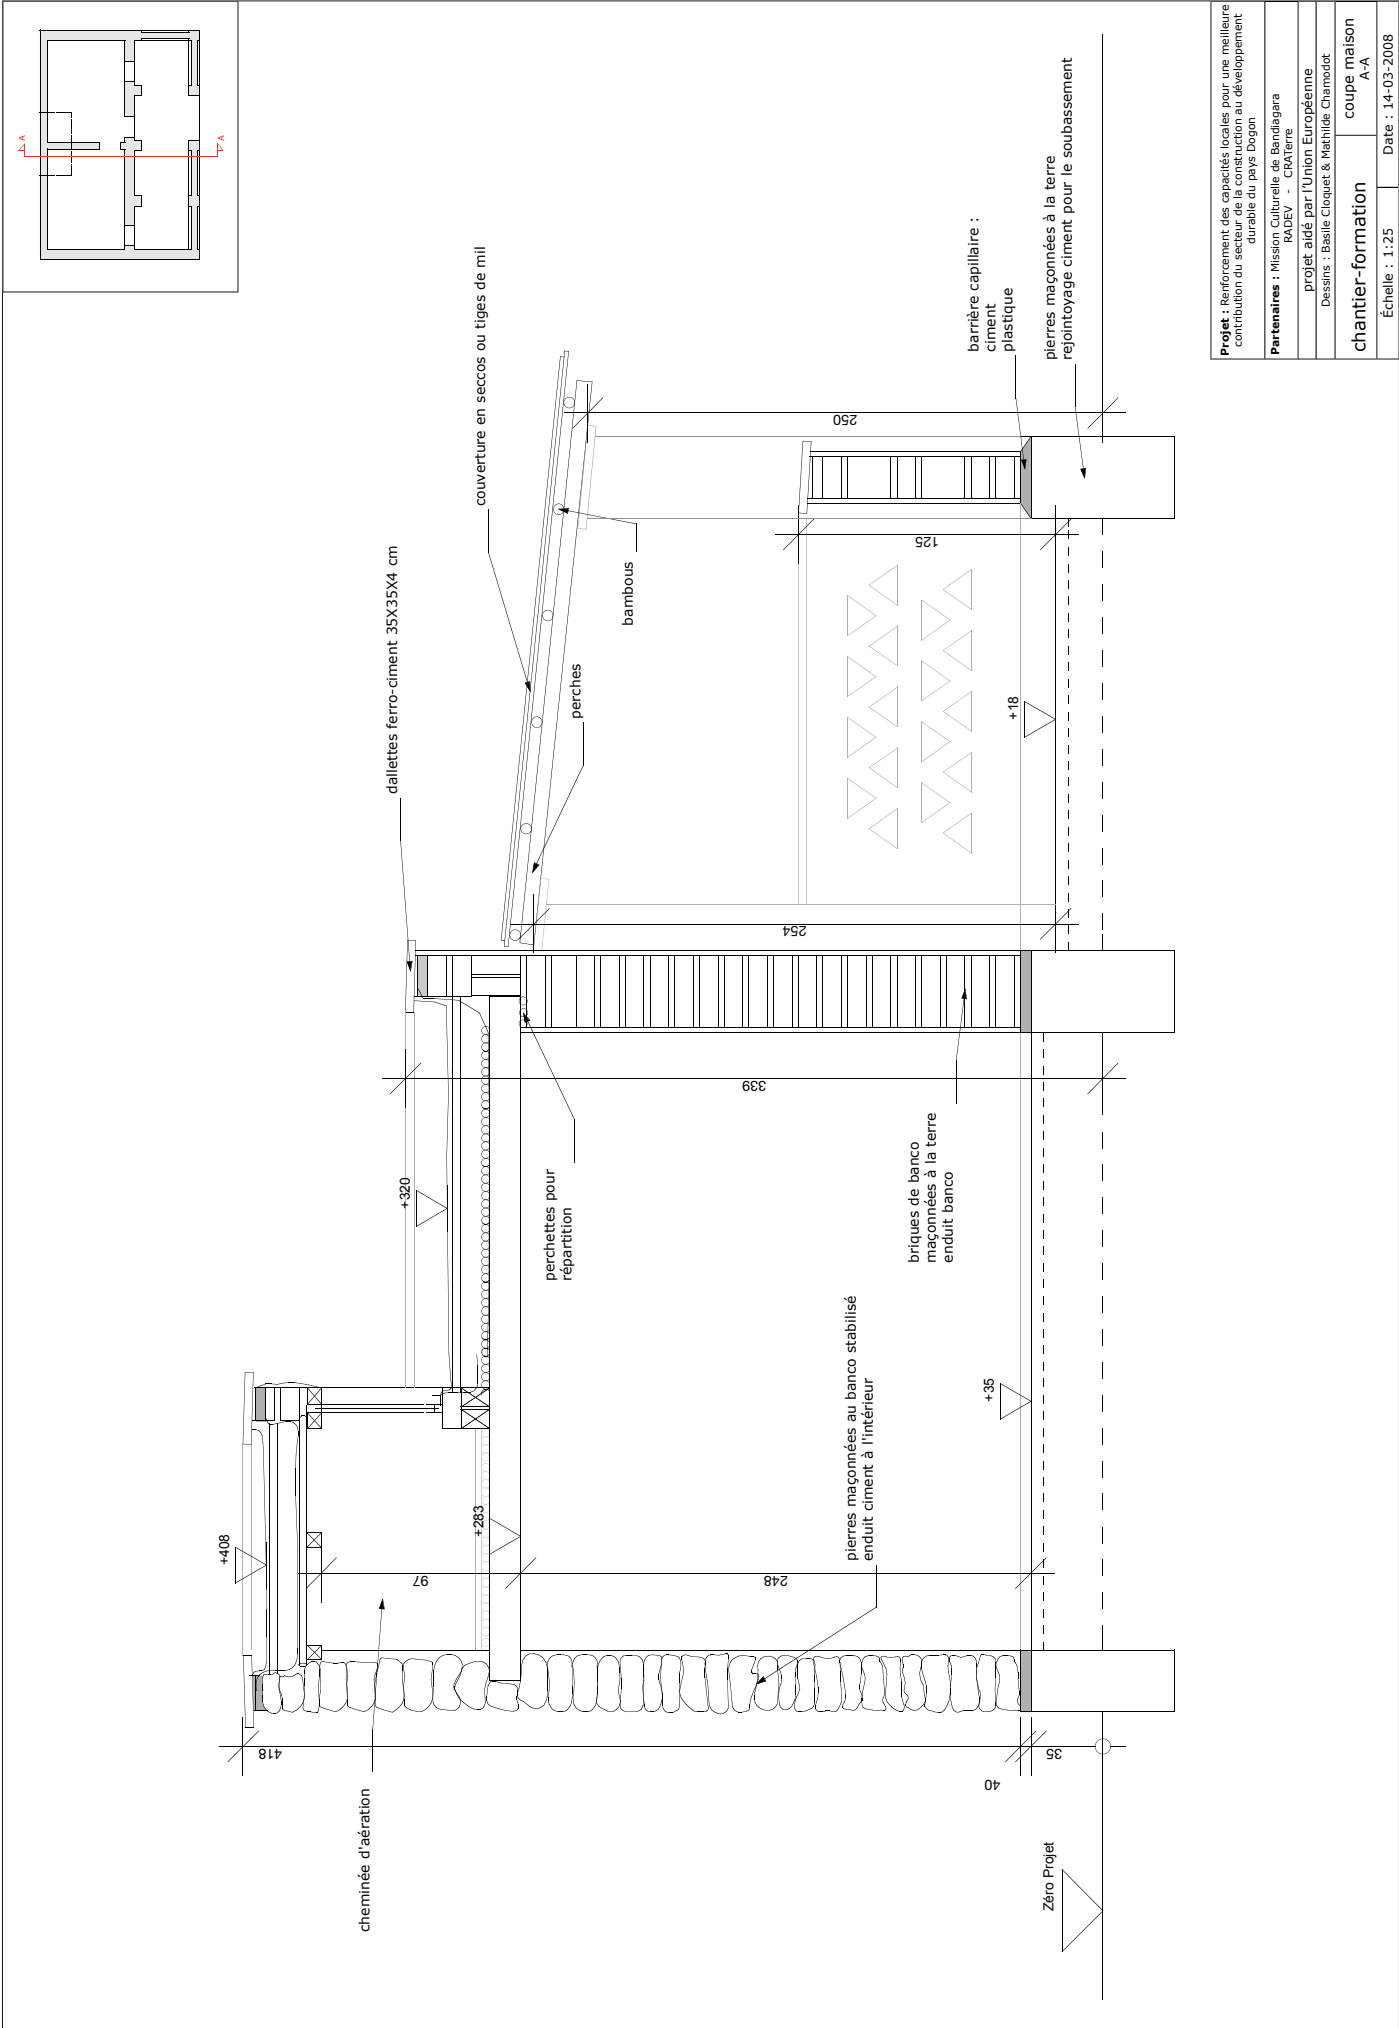 cheminée d'aération
Zéro Projet
418
40
35
+408
97
+283
248
pierres maçonnées au banco stabilisé
enduit ciment à l'intérieur
+35
+320
perchettes pour
répartition
briques de banco
maçonnées à la terre
enduit banco
339
dallettes ferro-ciment 35X35X4 cm
254
couverture en seccos ou tiges de mil
perches
bambous
+18
125
250
barrière capillaire :
ciment
plastique
pierres maçonnées à la terre
rejointoyage ciment pour le soubassement
A
A
Projet : Renforcement des capacités locales pour une meilleure
contribution du secteur de la construction au développement
durable du pays Dogon
Partenaires : Mission Culturelle de Bandiagara
RADEV - CRATerre
projet aidé par l'Union Européenne
Dessins : Basile Cloquet & Mathilde Chamodot
chantier-formation
coupe maison
A-A
Échelle : 1:25
Date : 14-03-2008